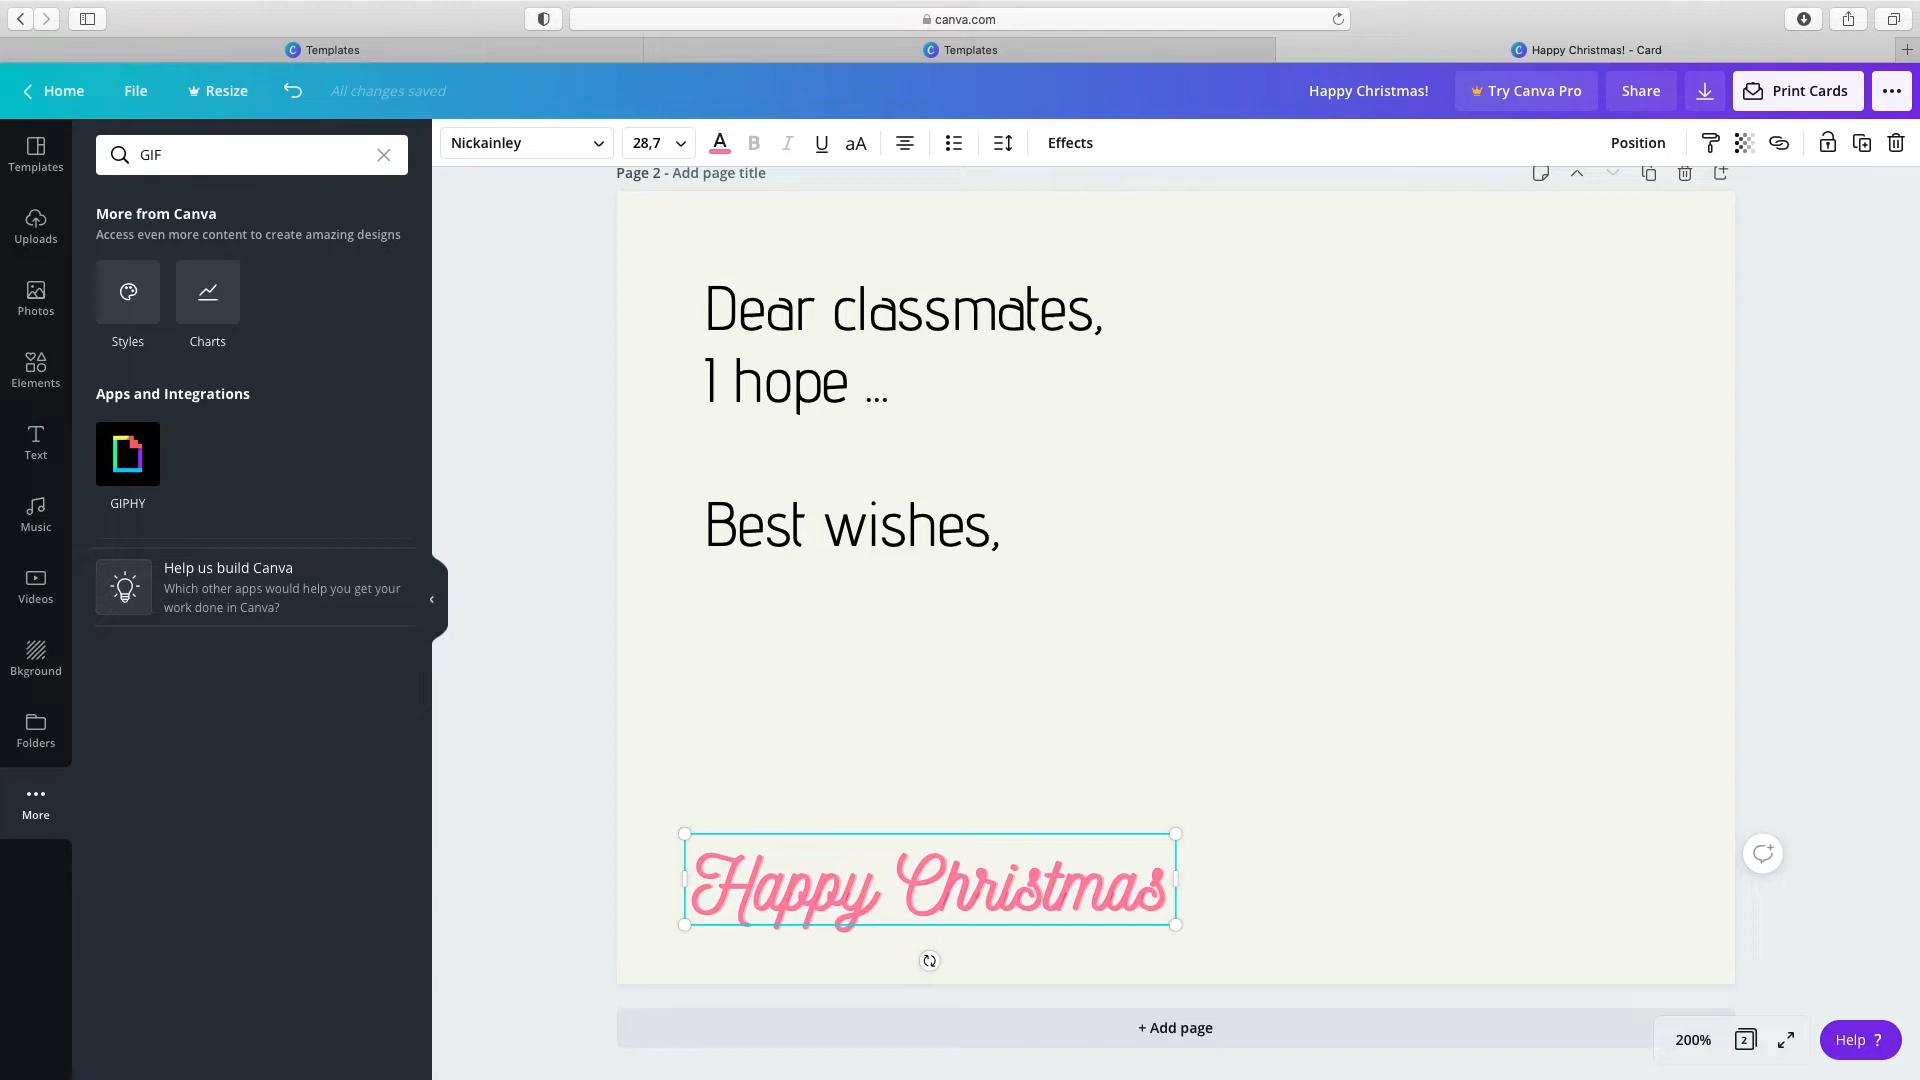 canva.com
Templates
Templates
Happy Christmas! - Card
Home
File
Resize
All changes saved
Happy Christmas!
Try Canva Pro
Share
Print Cards
Templates
Uploads
Photos
Elements
Text
Music
Videos
Bkground
Folders
More
GIF
More from Canva
Access even more content to create amazing designs
Styles
Charts
Apps and Integrations
GIPHY
Help us build Canva
Which other apps would help you get your
work done in Canva?
Nickainley
28,7
A
B
I
U
aA
Effects
Position
Page 2 - Add page title
Dear classmates,
I hope ...
Best wishes,
Happy Christmas
+ Add page
200%
2
Help ?